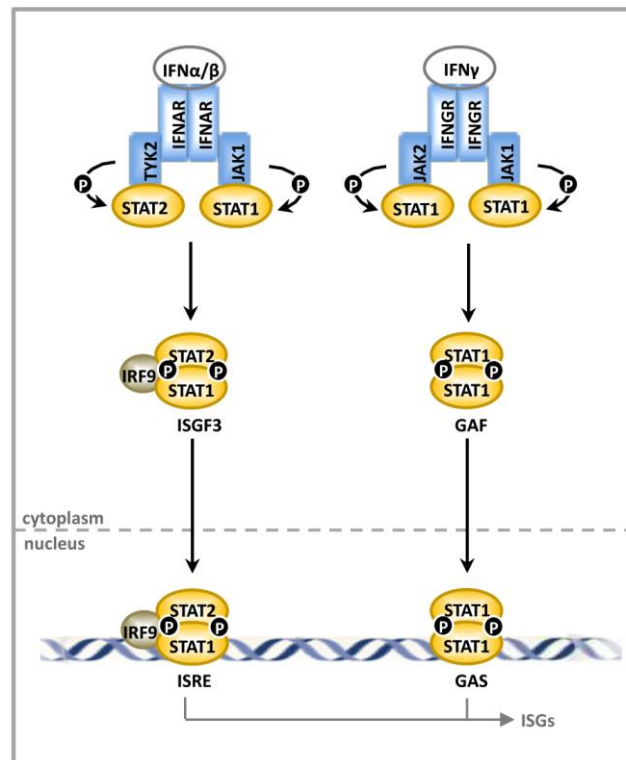 IFNα/β
IFNAR
IFNAR
TYK2
JAK1
P
P
STAT2
STAT1
IFNγ
IFNGR
IFNGR
JAK2
JAK1
P
P
STAT1
STAT1
STAT2
P
P
IRF9
STAT1
ISGF3
STAT1
P
P
STAT1
GAF
cytoplasm
nucleus
STAT2
P
P
IRF9
STAT1
ISRE
STAT1
P
P
STAT1
GAS
ISGs